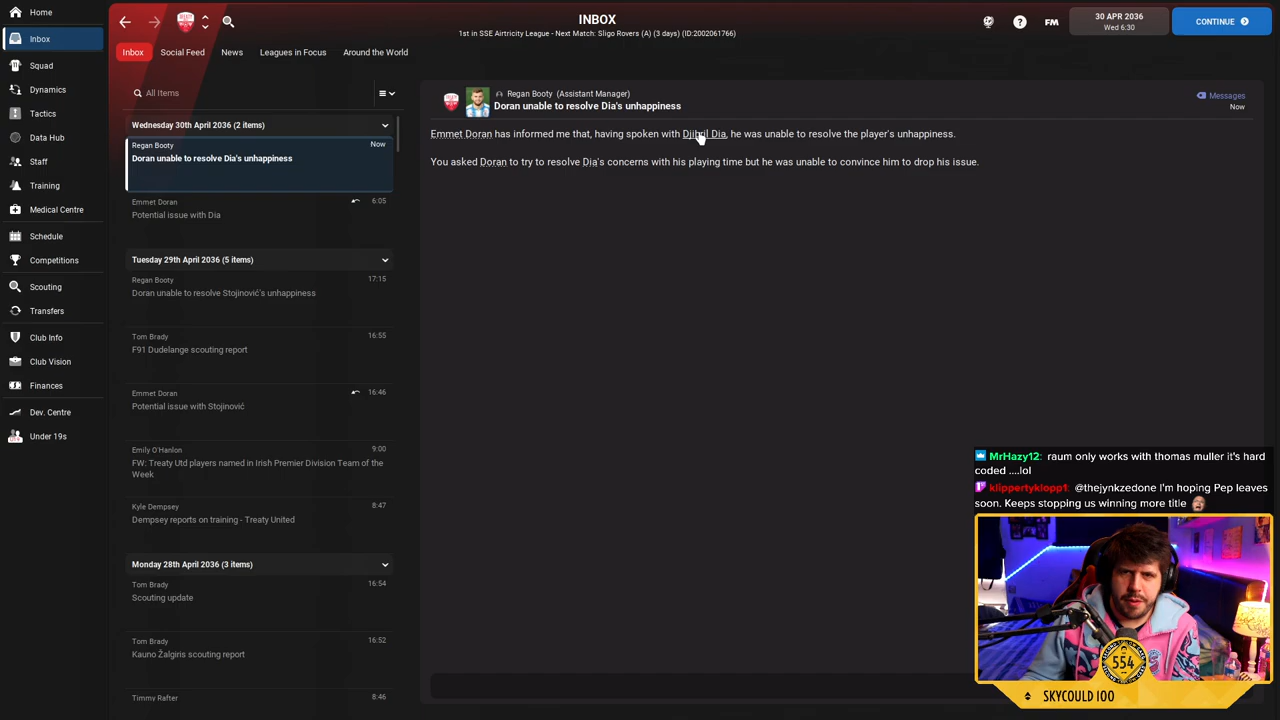 Home
Inbox
Squad
Dynamics
Tactics
Data Hub
Staff
Training
Medical Centre
Schedule
Competitions
Scouting
Transfers
Club Info
Club Vision
Finances
Dev. Centre
Under 19s
INBOX
1st in SSE Airtricity League - Next Match: Sligo Rovers (A) (3 days) (ID:2002061766)
FM
30 APR 2036
Wed 6:30
CONTINUE
Inbox
Social Feed
News
Leagues in Focus
Around the World
All Items
Wednesday 30th April 2036 (2 items)
Regan Booty
Now
Doran unable to resolve Dia's unhappiness
Emmet Doran
6:05
Potential issue with Dia
Tuesday 29th April 2036 (5 items)
Regan Booty
17:15
Doran unable to resolve Stojinović's unhappiness
Tom Brady
16:55
F91 Dudelange scouting report
Emmet Doran
16:46
Potential issue with Stojinović
Emily O'Hanlon
9:00
FW: Treaty Utd players named in Irish Premier Division Team of the
Week
Kyle Dempsey
8:47
Dempsey reports on training - Treaty United
Monday 28th April 2036 (3 items)
Tom Brady
16:54
Scouting update
Tom Brady
16:52
Kauno Žalgiris scouting report
Timmy Rafter
8:46
Regan Booty (Assistant Manager)
Doran unable to resolve Dia's unhappiness
Messages
Now
Emmet Doran has informed me that, having spoken with Djibril Dia, he was unable to resolve the player's unhappiness.
You asked Doran to try to resolve Dia's concerns with his playing time but he was unable to convince him to drop his issue.
MrHazy12: raum only works with thomas muller it's hard
coded ....lol
klippertyklopp1: @thejynkzedone I'm hoping Pep leaves
soon. Keeps stopping us winning more title
554
SKYCOULD 100